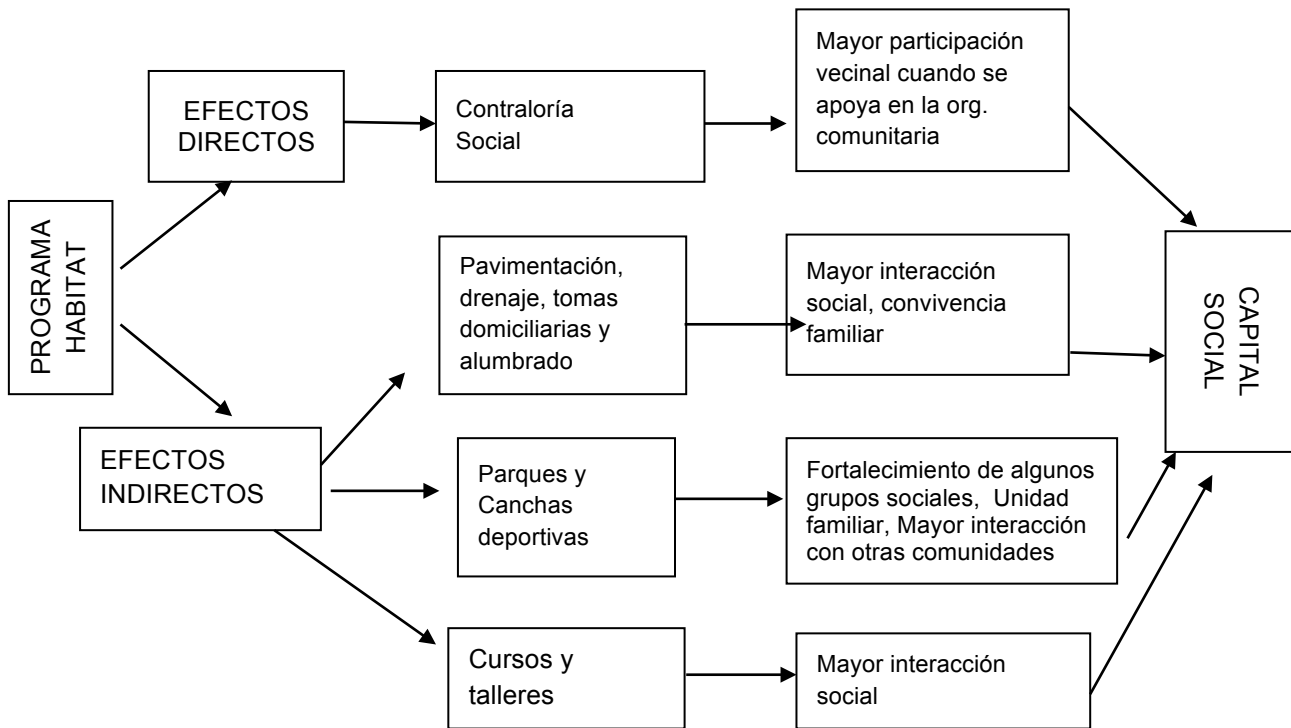 PROGRAMA
HABITAT
EFECTOS
DIRECTOS
Contraloría
Social
Mayor participación
vecinal cuando se
apoya en la org.
comunitaria
EFECTOS
INDIRECTOS
Pavimentación,
drenaje, tomas
domiciliarias y
alumbrado
Mayor interacción
social, convivencia
familiar
Parques y
Canchas
deportivas
Fortalecimiento de algunos
grupos sociales,  Unidad
familiar, Mayor interacción
con otras comunidades
Cursos y
talleres
Mayor interacción
social
CAPITAL
SOCIAL